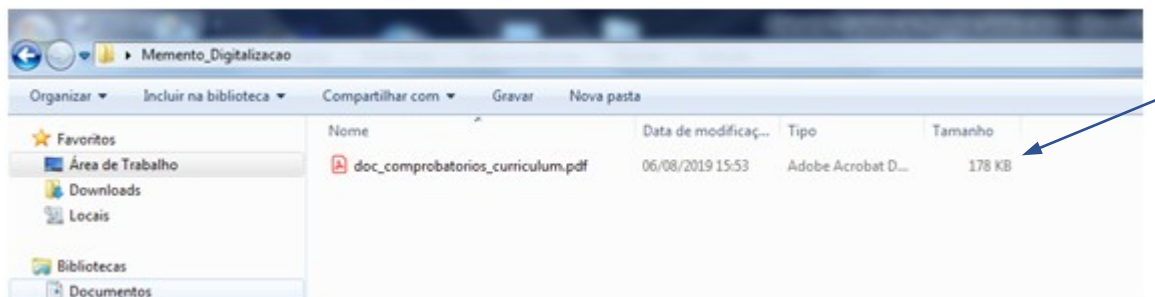 Memento_Digitalizacao
Organizar Incluir na biblioteca Compartilhar com Gravar Nova pasta
Favoritos
Área de Trabalho
Downloads
Locais
Bibliotecas
Documentos
Nome Data de modificaç... Tipo Tamanho
doc_comprobatorios_curriculum.pdf 06/08/2019 15:53 Adobe Acrobat D... 178 KB